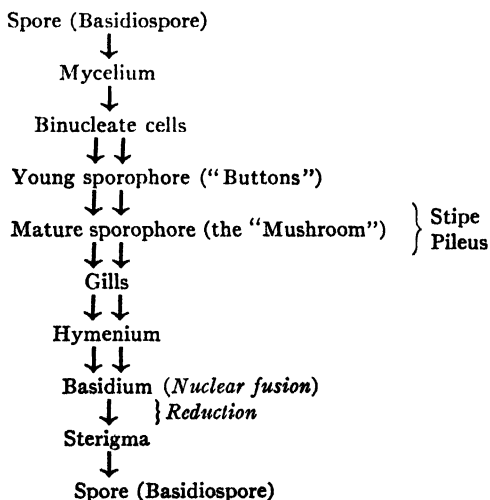 Spore (Basidiospore)
Mycelium
Binucleate cells
Young sporophore (“Buttons”)
Mature sporophore (the “Mushroom”) } Stipe
Pileus
Gills
Hymenium
Basidium (Nuclear fusion)
} Reduction
Sterigma
Spore (Basidiospore)